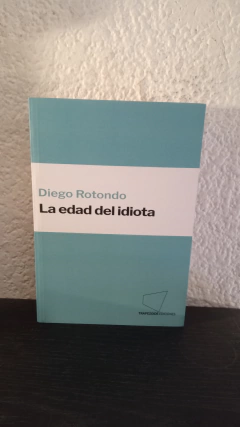 Diego Rotondo
La edad del idiota